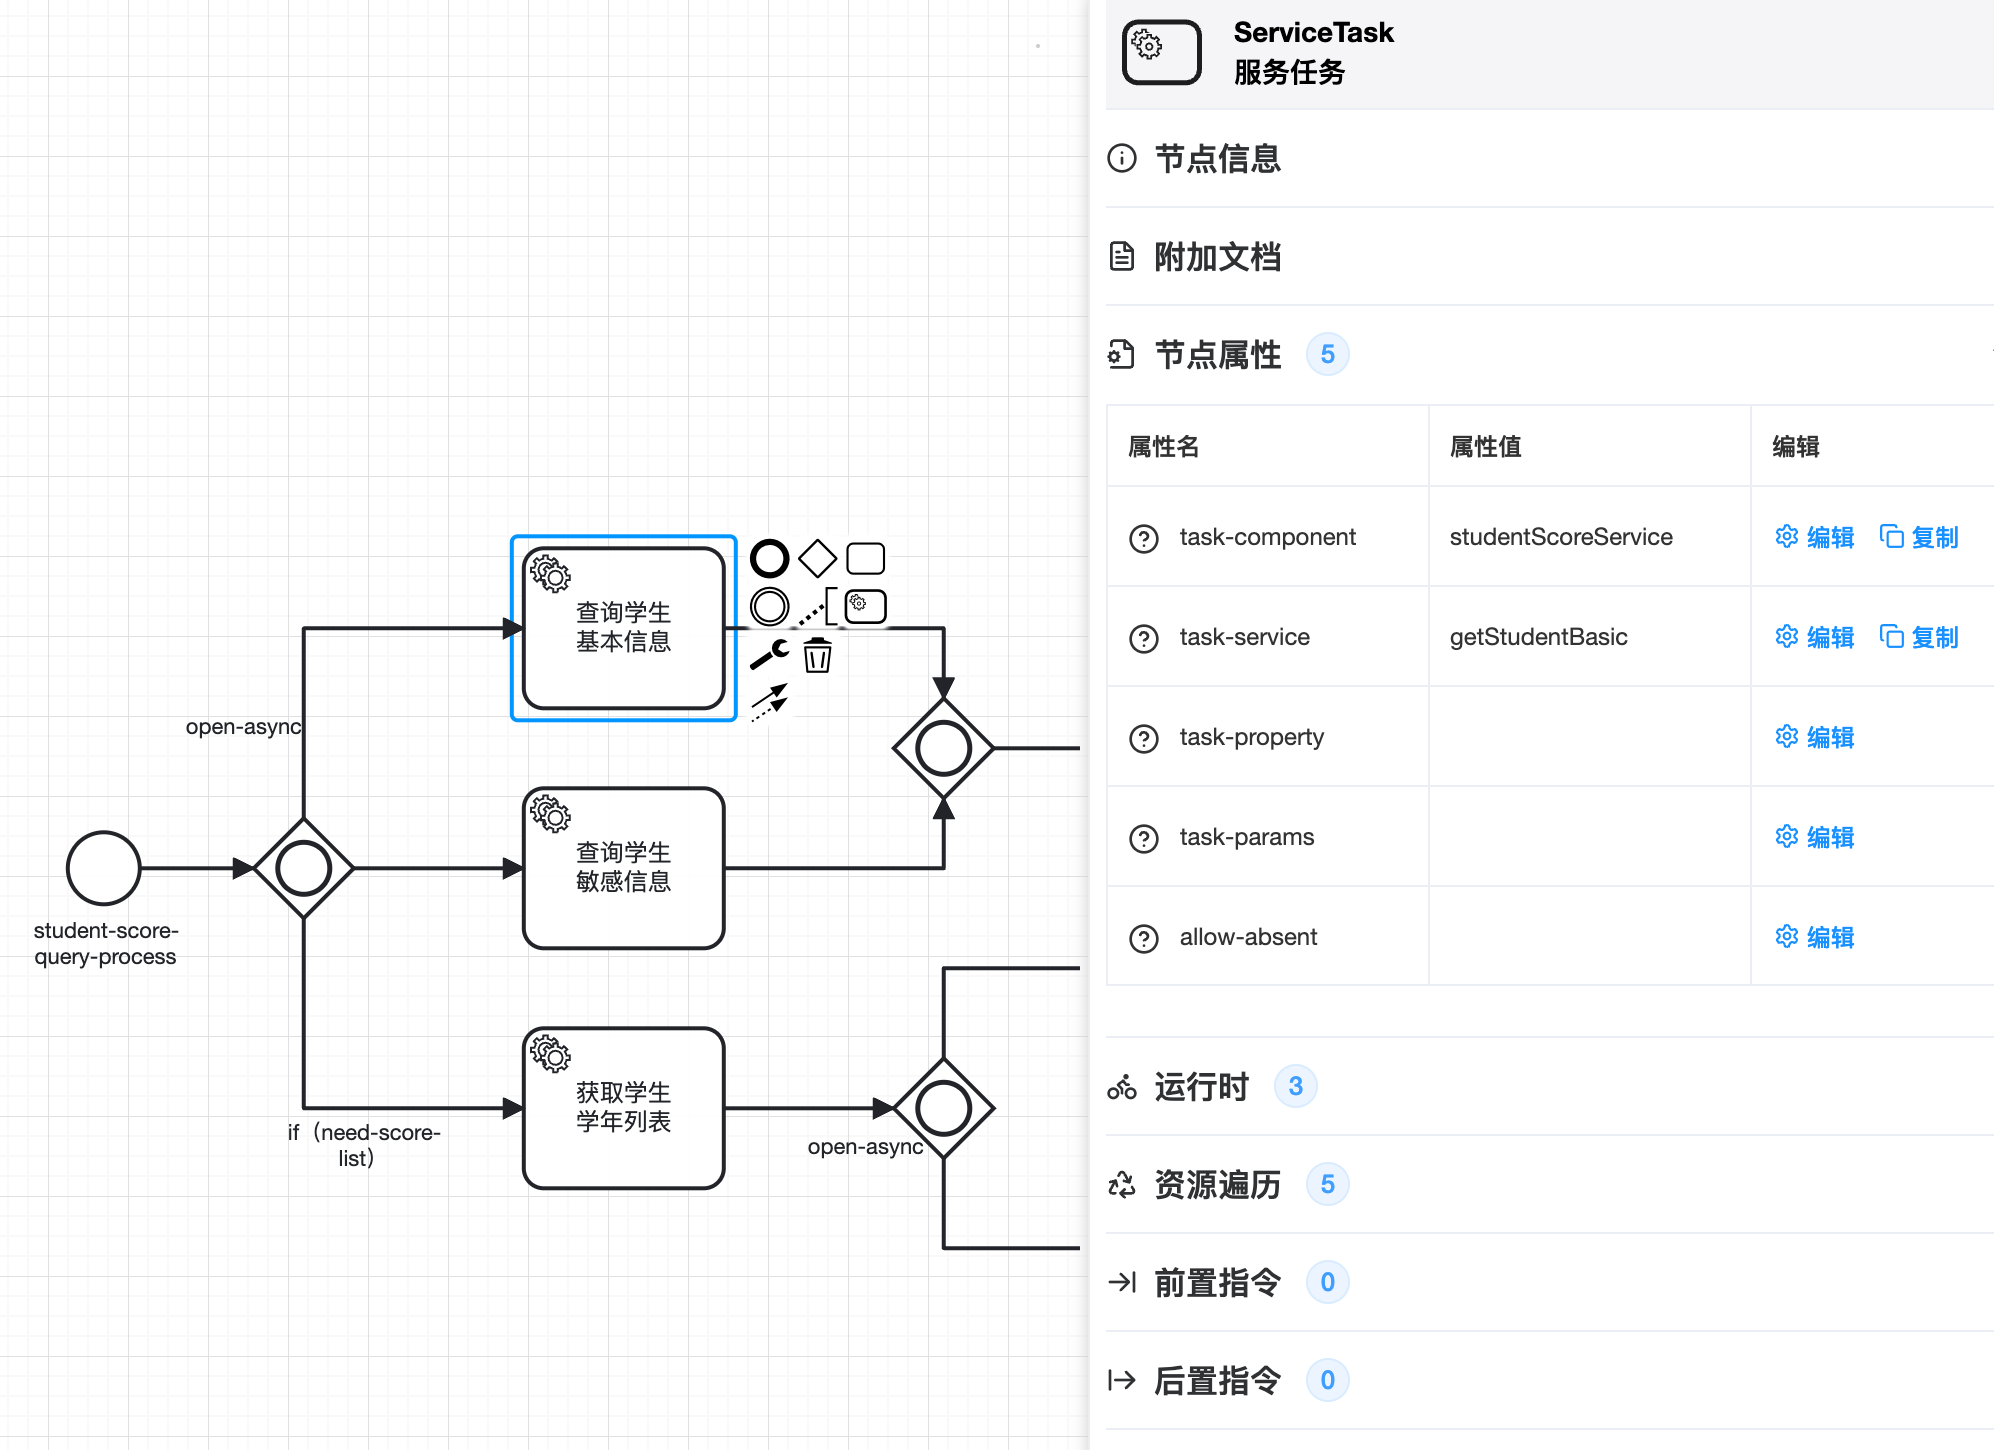 查询学生
基本信息
open-async
查询学生
敏感信息
student-score-
query-process
获取学生
学年列表
if（need-score-
list）
open-async
ServiceTask
服务任务
节点信息
附加文档
节点属性 5
属性名 属性值 编辑
task-component studentScoreService 编辑 复制
task-service getStudentBasic 编辑 复制
task-property 编辑
task-params 编辑
allow-absent 编辑
运行时 3
资源遍历 5
前置指令 0
后置指令 0